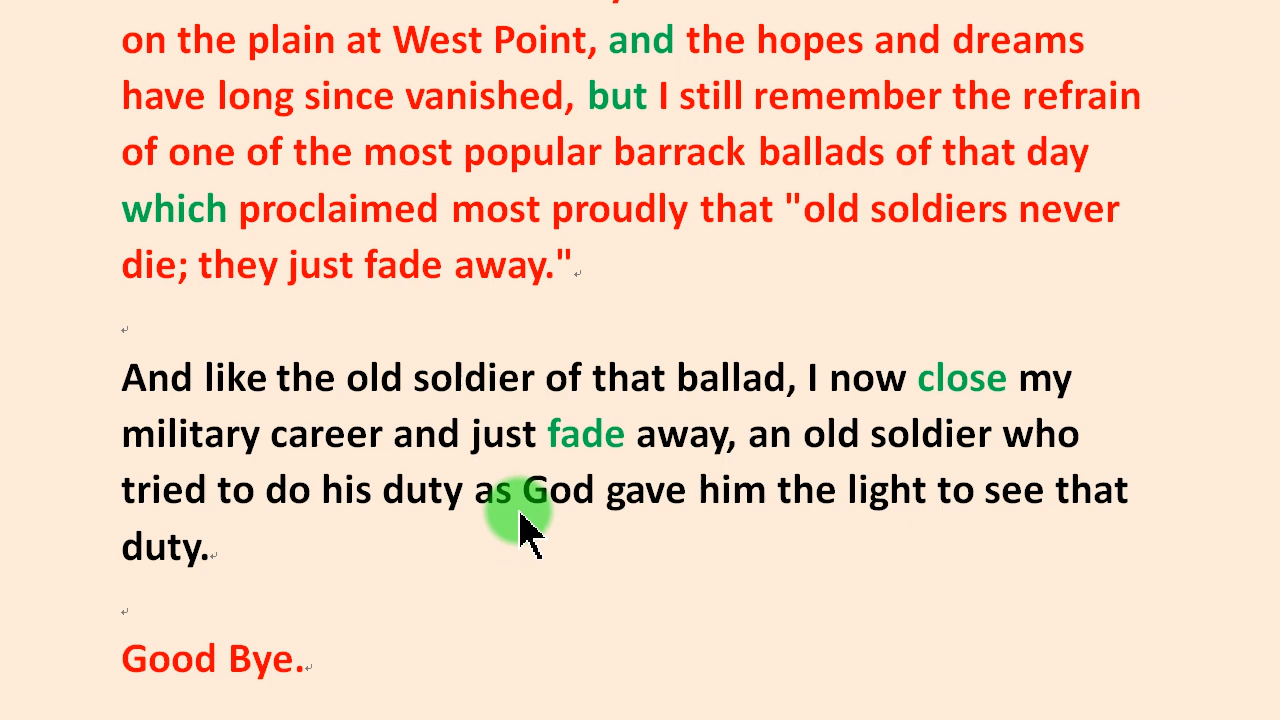 on the plain at West Point, and the hopes and dreams
have long since vanished, but I still remember the refrain
of one of the most popular barrack ballads of that day
which proclaimed most proudly that "old soldiers never
die; they just fade away."
And like the old soldier of that ballad, I now close my
military career and just fade away, an old soldier who
tried to do his duty as God gave him the light to see that
duty.
Good Bye.